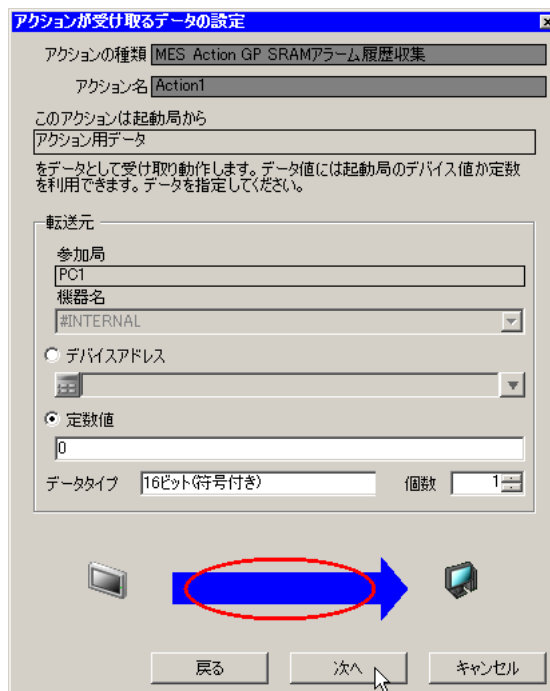 アクションが受け取るデータの設定
アクションの種類 MES Action GP SRAMアラーム履歴収集
アクション名 Action1
このアクションは起動局から
アクション用データ
をデータとして受け取り動作します。データ値には起動局のデバイス値か定数
を利用できます。データを指定してください。
転送元
参加局
PC1
機器名
#INTERNAL
デバイスアドレス
定数値
0
データタイプ 16ビット(符号付き) 個数 1
戻る 次へ キャンセル